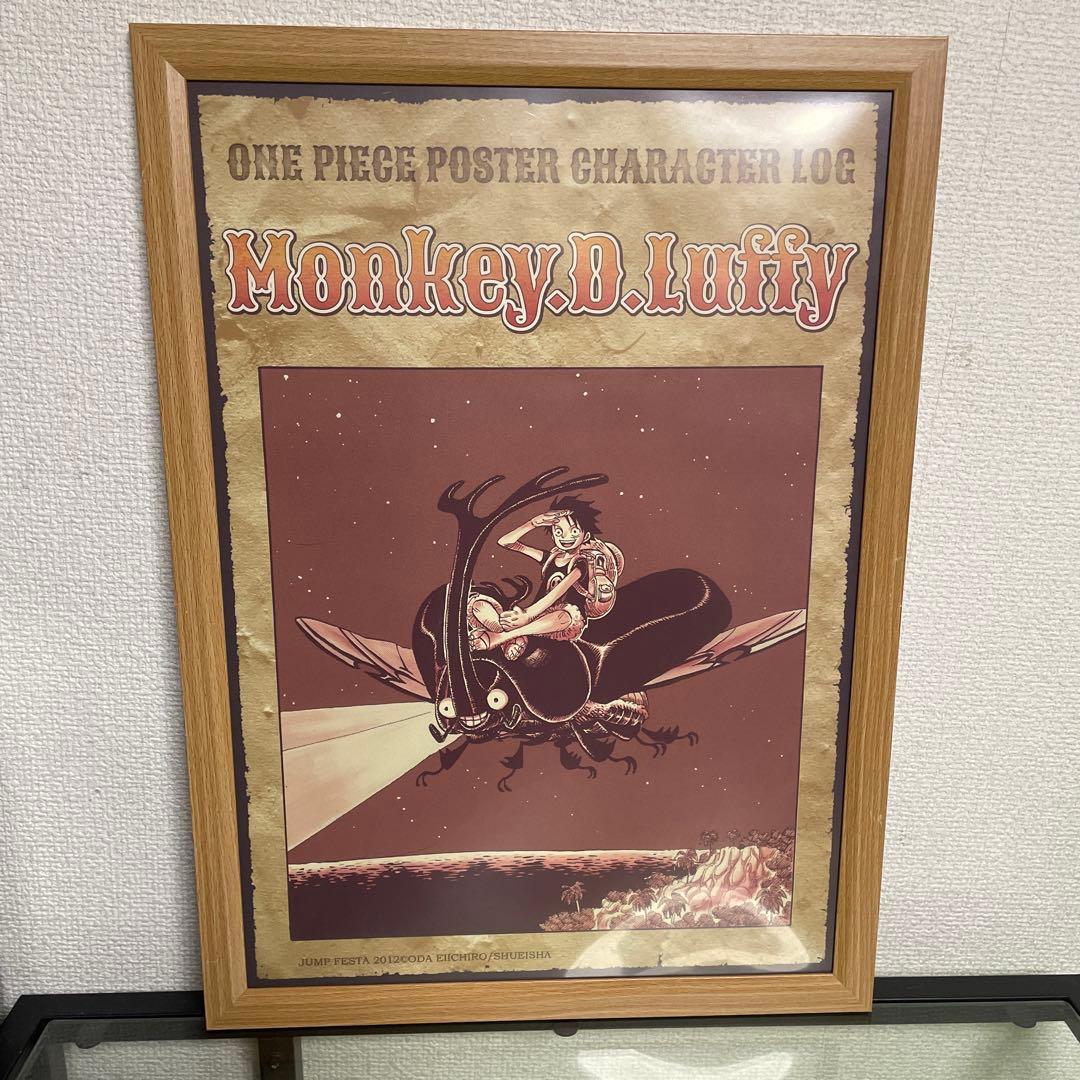 ONE PIECE POSTER CHARACTER LOG
Monkey.D.Luffy
JUMP FESTA 2012©ODA EIICHIRO/SHUEISHA